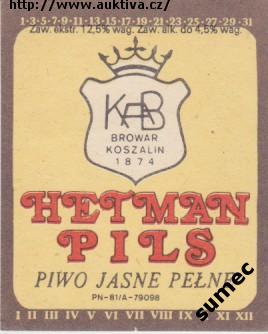 http://www.auktiva.cz/
1·3·5·7·9·11·13·15·17·19·21·23·25·27·29·31
Zaw. ekstr. 12,5% wag. Zaw. alk. do 4,5% wag.
KAB
BROWAR
KOSZALIN
1874
HETMAN
PILS
PIWO JASNE PEŁNE
PN-81/A-79098
I II III IV V VI VII VIII IX X XI XII
sumec